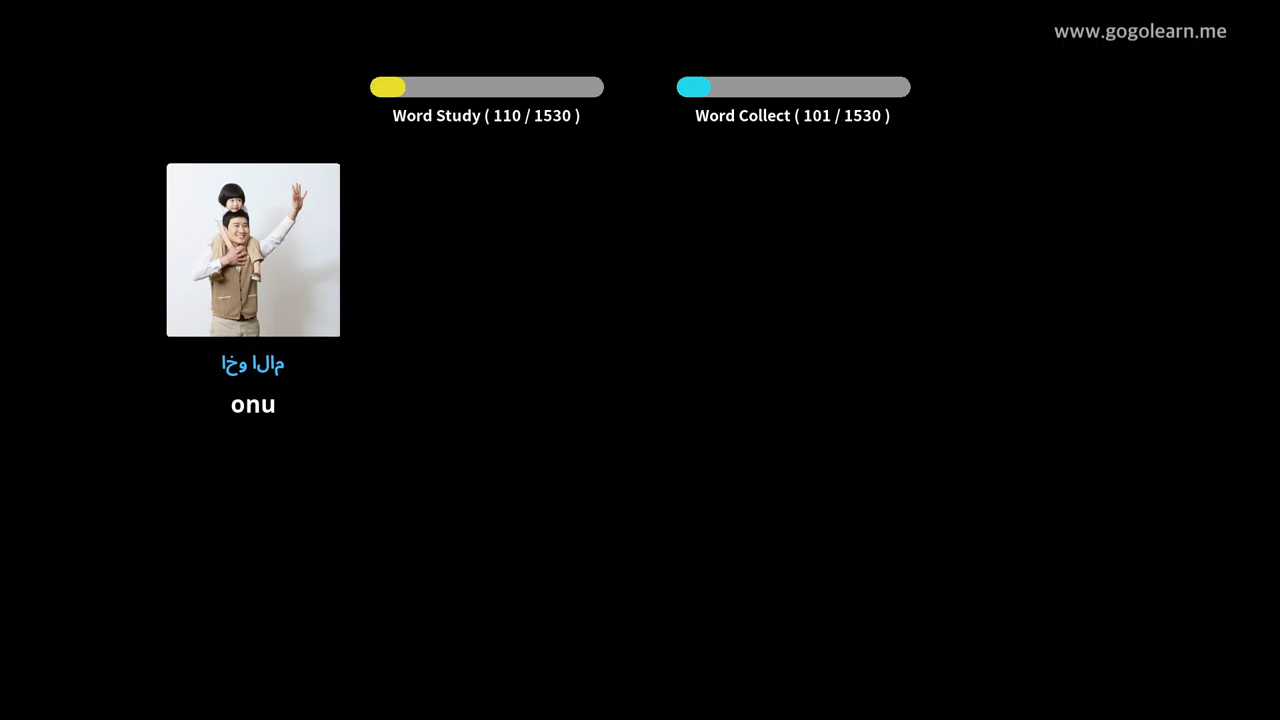 www.gogolearn.me
Word Study ( 110 / 1530 )
Word Collect ( 101 / 1530 )
اخو الام
onu